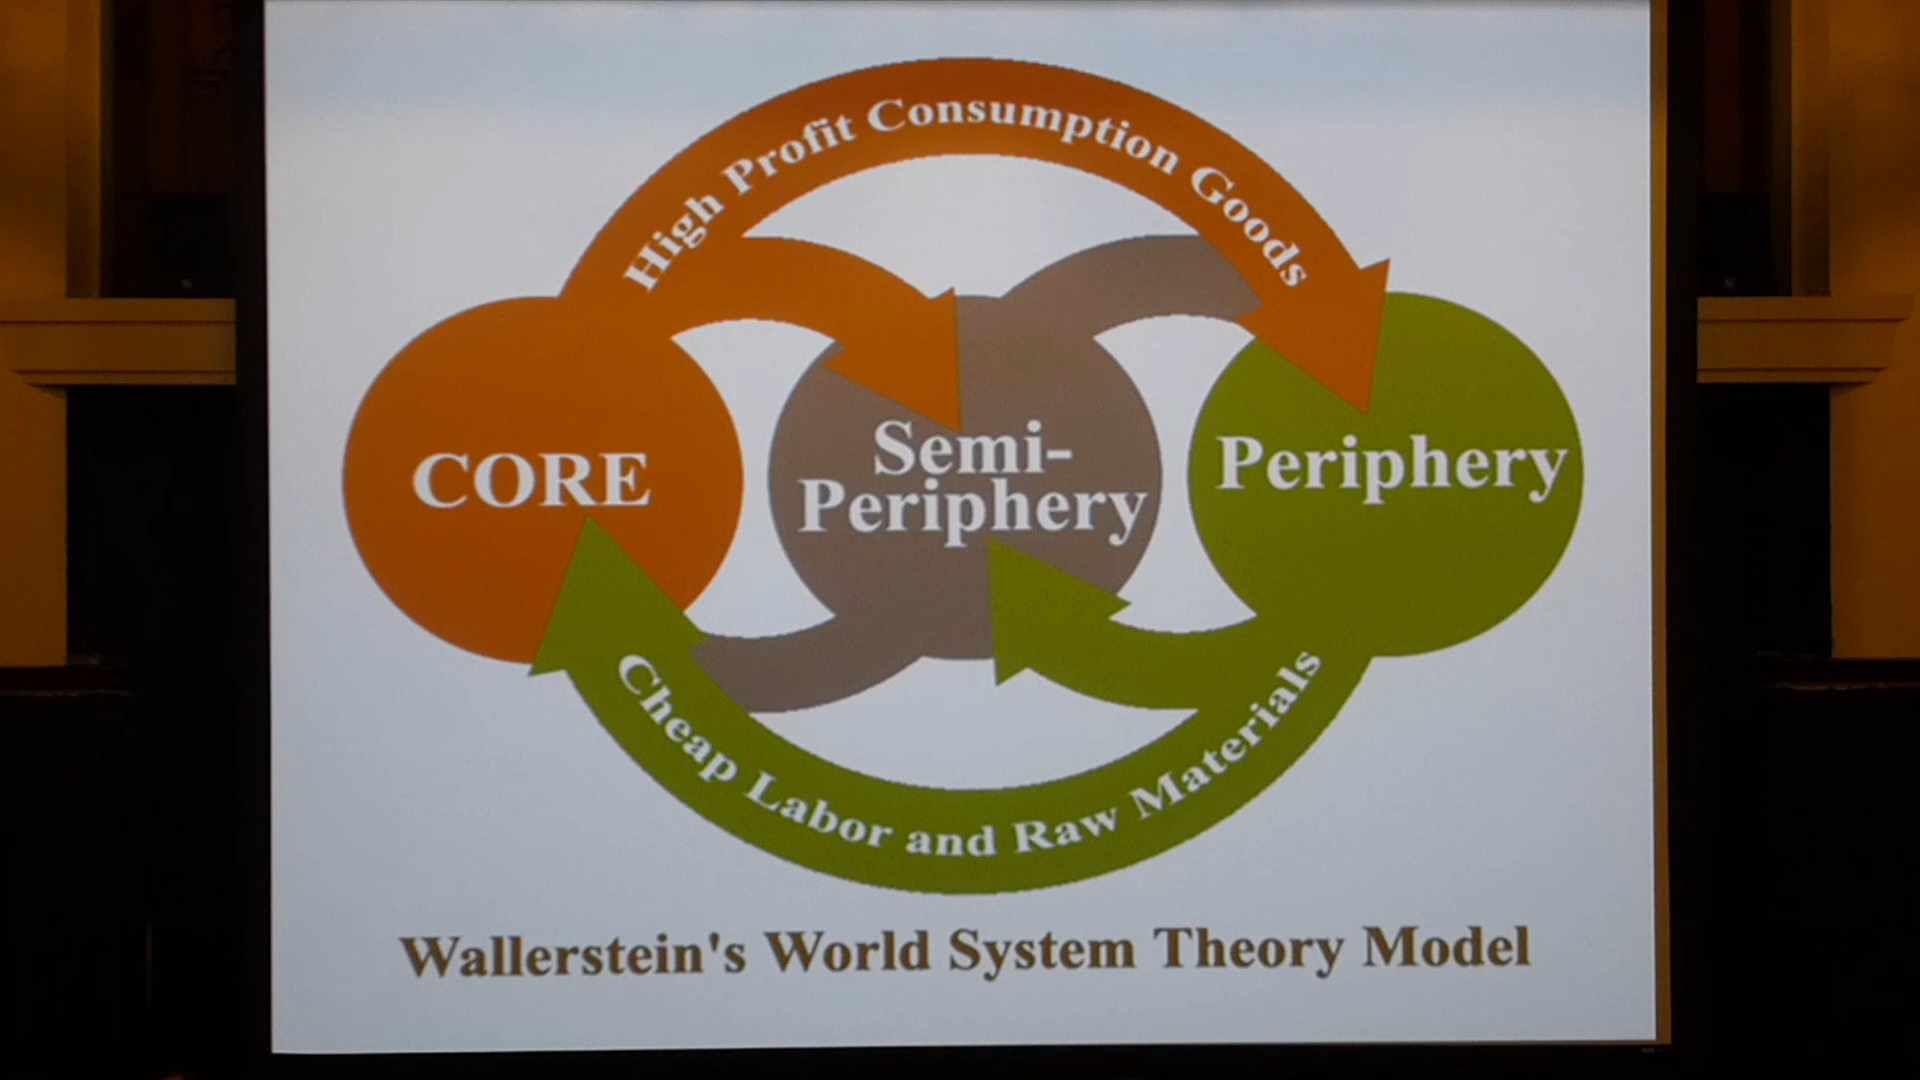 High Profit Consumption Goods
CORE
Semi-
Periphery
Periphery
Cheap Labor and Raw Materials
Wallerstein's World System Theory Model